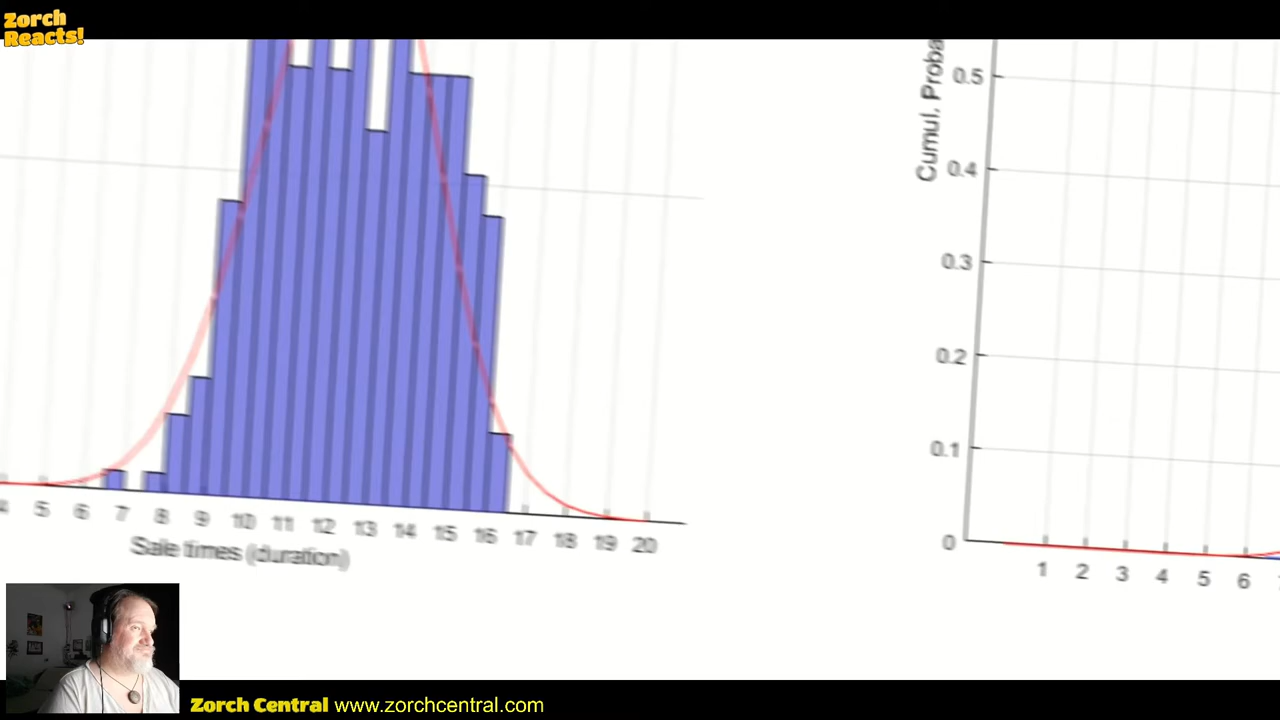 Zorch
Reacts!
5 6 7 8 9 10 11 12 13 14 15 16 17 18 19 20
Sale times (duration)
Cumul. Proba
0.5
0.4
0.3
0.2
0.1
0
1 2 3 4 5 6
Zorch Central www.zorchcentral.com